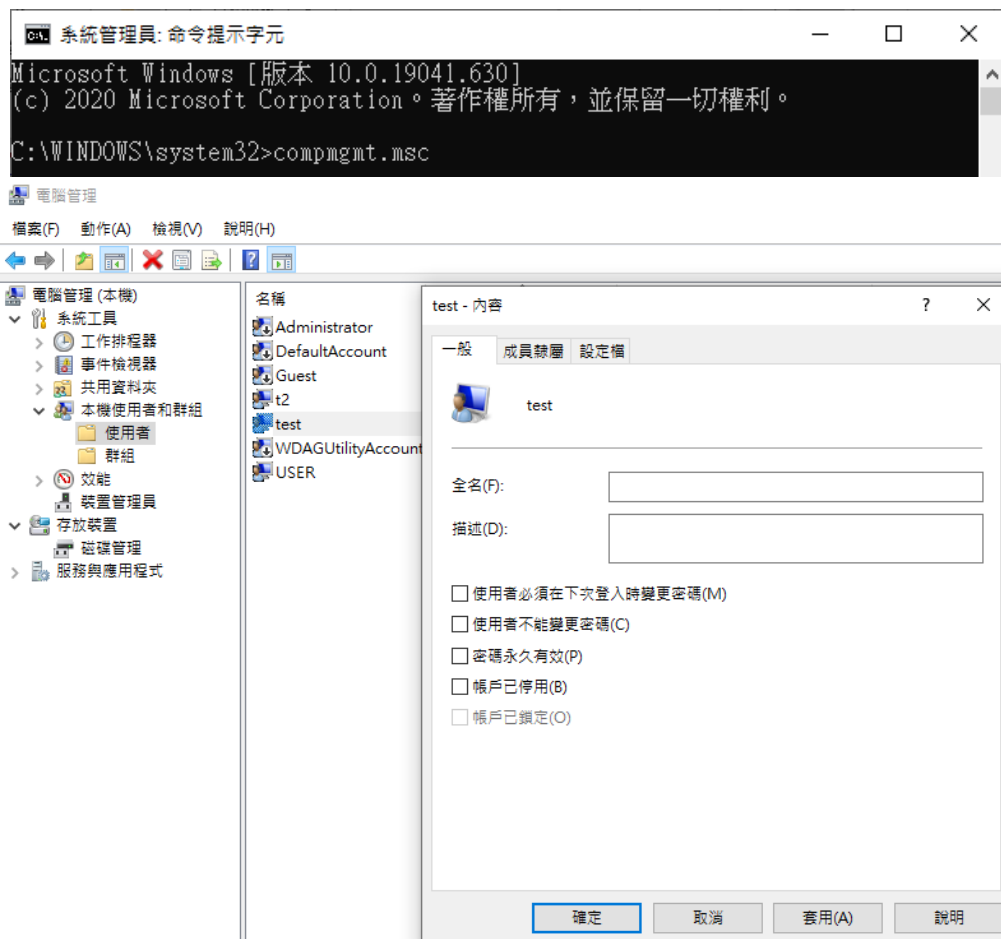 系統管理員: 命令提示字元
Microsoft Windows [版本 10.0.19041.630]
(c) 2020 Microsoft Corporation。著作權所有，並保留一切權利。
C:\WINDOWS\system32>compmgmt.msc
電腦管理
檔案(F) 動作(A) 檢視(V) 說明(H)
電腦管理 (本機)
系統工具
工作排程器
事件檢視器
共用資料夾
本機使用者和群組
使用者
群組
效能
裝置管理員
存放裝置
磁碟管理
服務與應用程式
名稱
Administrator
DefaultAccount
Guest
t2
test
WDAGUtilityAccount
USER
test - 內容
一般 成員隸屬 設定檔
test
全名(F):
描述(D):
使用者必須在下次登入時變更密碼(M)
使用者不能變更密碼(C)
密碼永久有效(P)
帳戶已停用(B)
帳戶已鎖定(O)
確定 取消 套用(A) 說明